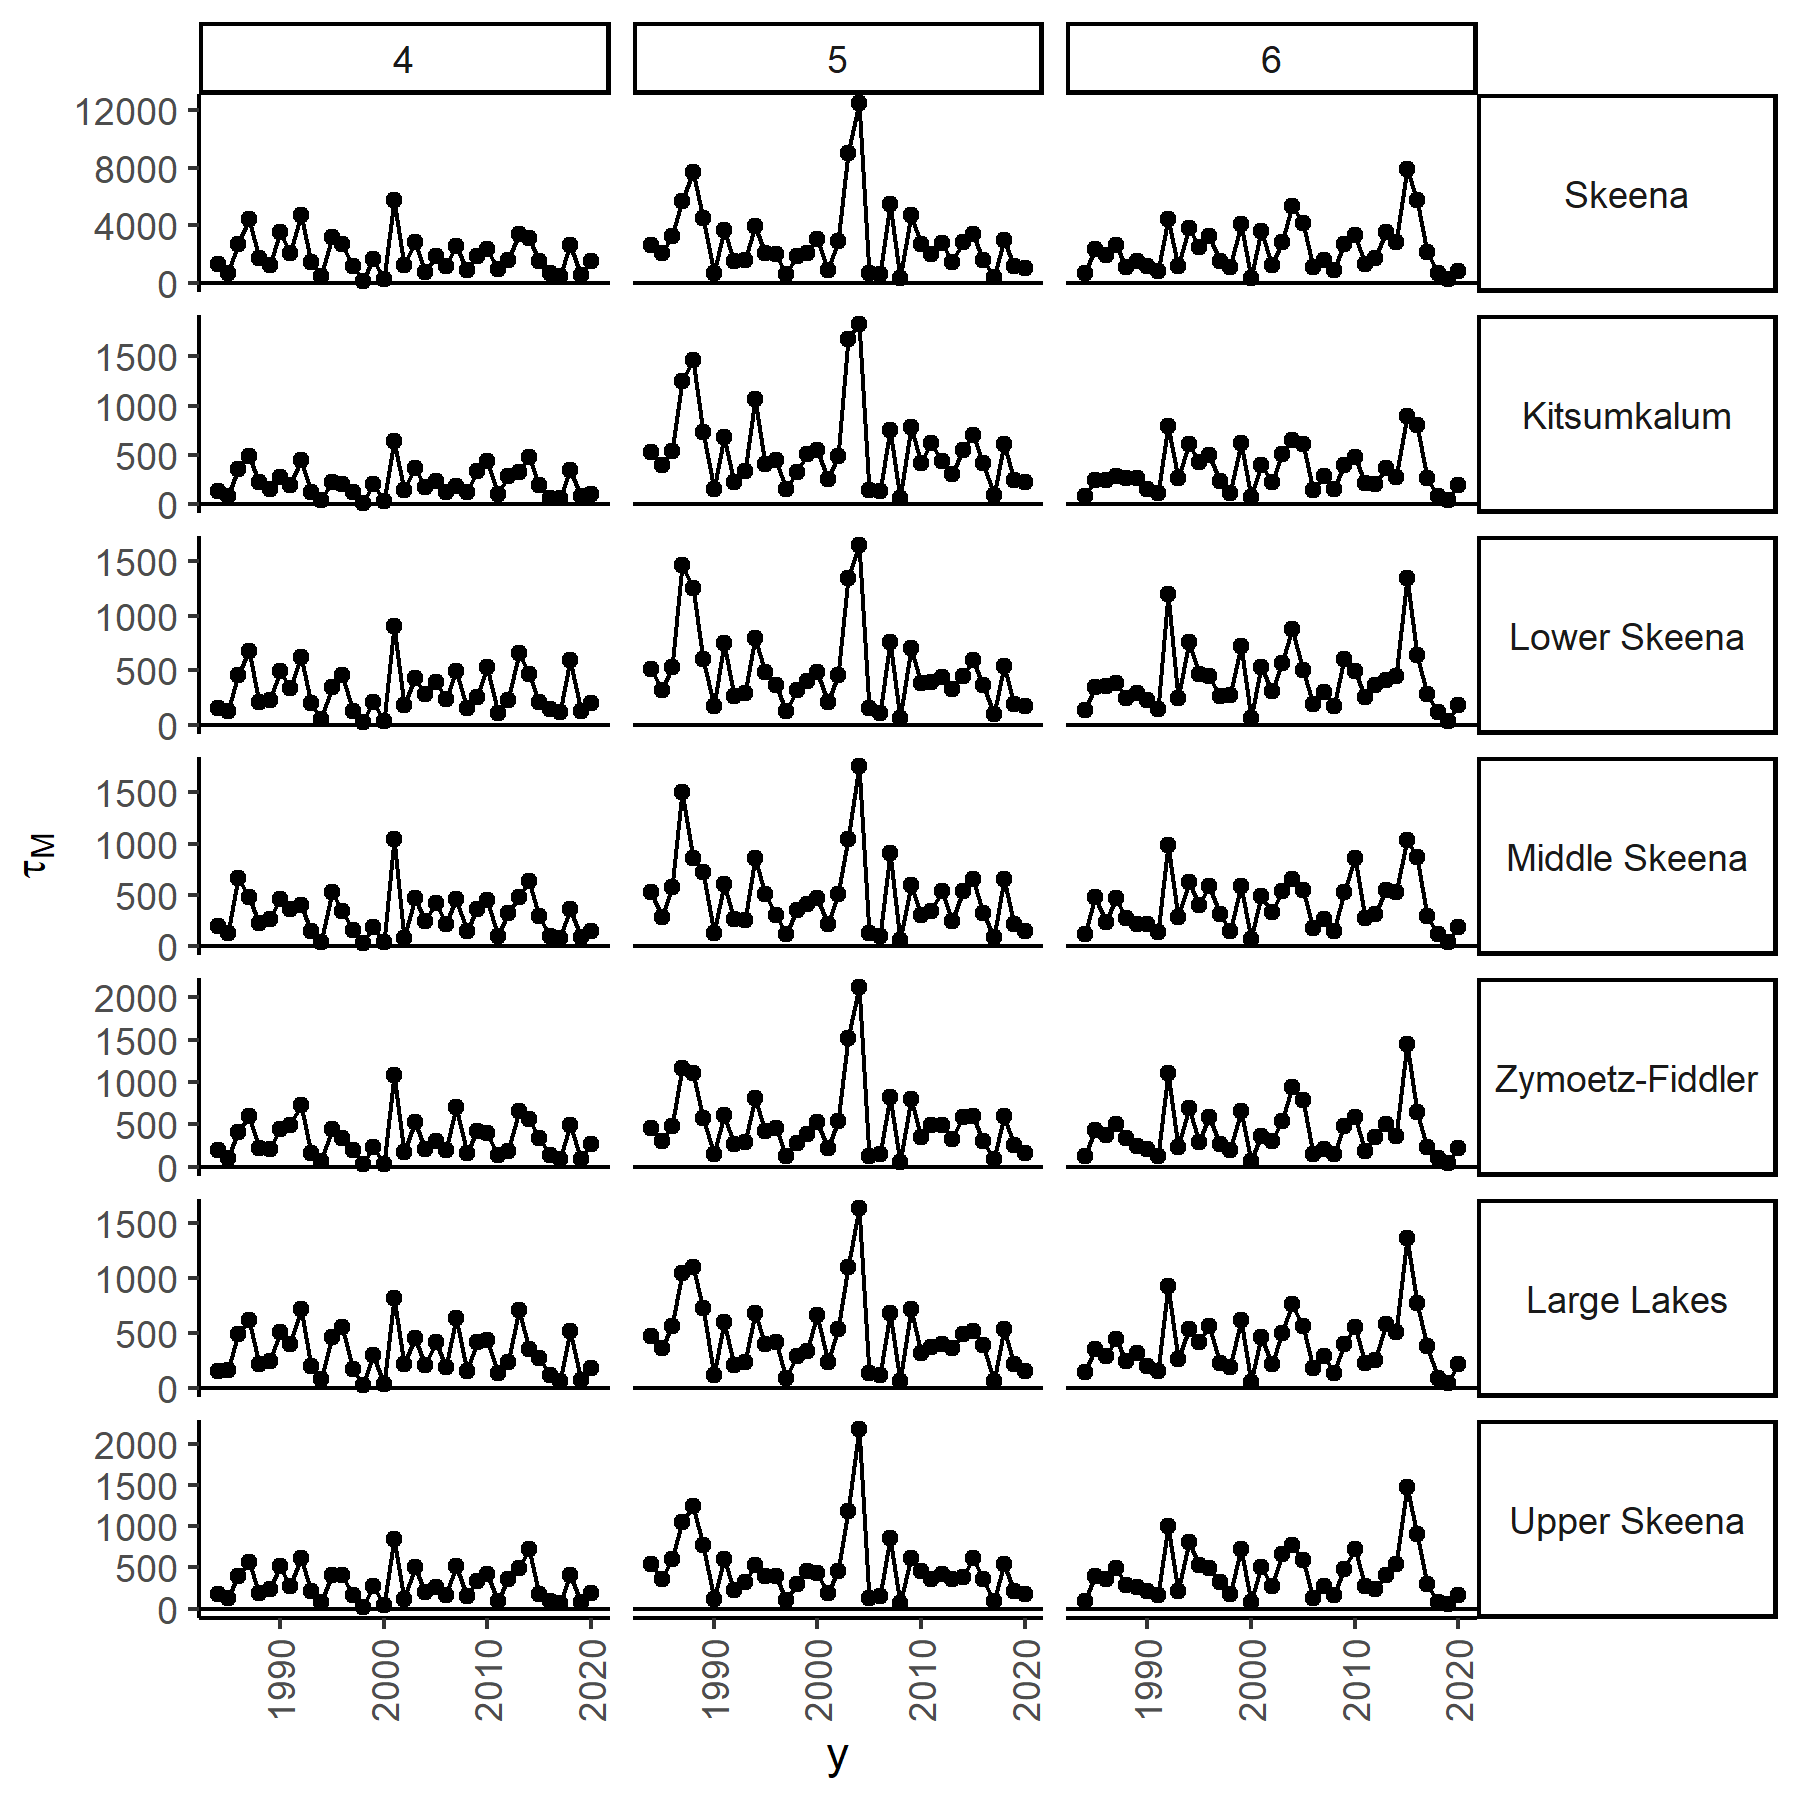 4 5 6
12000
8000
4000
0
Skeena
1500
1000
500
0
Kitsumkalum
1500
1000
500
0
Lower Skeena
1500
1000
500
0
Middle Skeena
τM
2000
1500
1000
500
0
Zymoetz-Fiddler
1500
1000
500
0
Large Lakes
2000
1500
1000
500
0
Upper Skeena
1990 2000 2010 2020 1990 2000 2010 2020 1990 2000 2010 2020
y